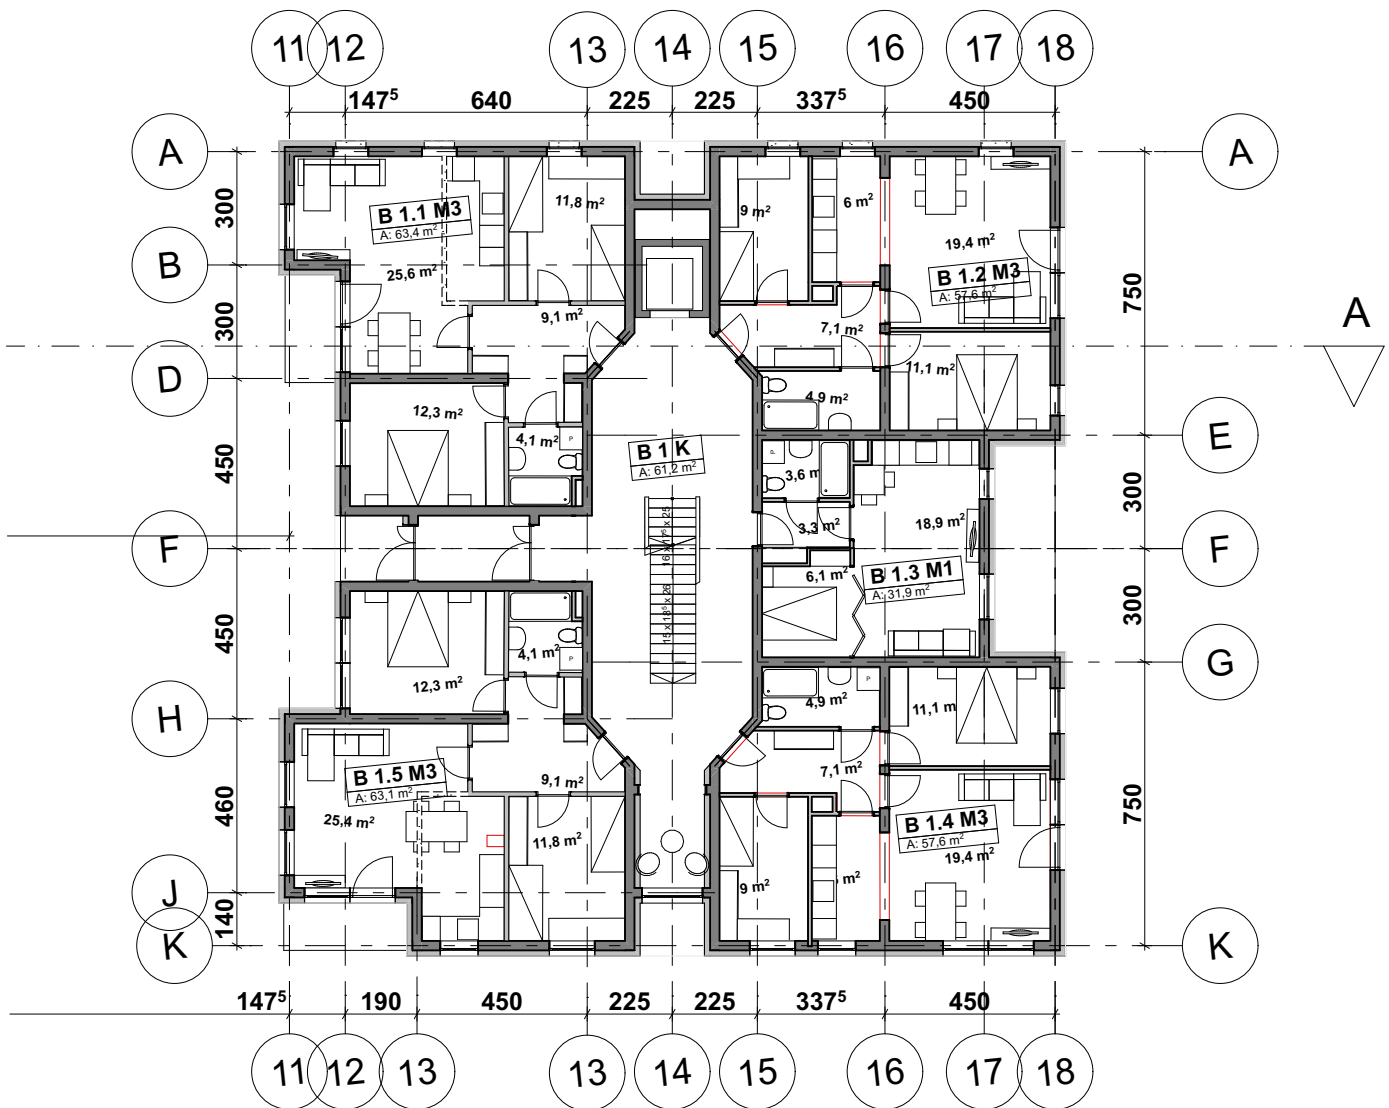 11 12 13 14 15 16 17 18
147⁵ 640 225 225 337⁵ 450
A A
300 300 450 450 460 140
750 300 300 750
B 1.1 M3
A: 63,4 m²
25,6 m²
11,8 m²
9,1 m²
12,3 m²
4,1 m²
9 m²
6 m²
19,4 m²
B 1.2 M3
A: 57,6 m²
7,1 m²
11,1 m²
4,9 m²
B
D
A
E
B 1 K
A: 61,2 m²
3,6 m
3,3 m²
18,9 m²
6,1 m²
B 1.3 M1
A: 31,9 m²
16 x 17⁵ x 25
15 x 18⁵ x 26
F F
G
12,3 m²
4,1 m²
4,9 m²
11,1 m
H
B 1.5 M3
A: 63,1 m²
25,4 m²
9,1 m²
11,8 m²
7,1 m²
B 1.4 M3
A: 57,6 m²
19,4 m²
9 m²
m²
P
P
P
P
J
K K
147⁵ 190 450 225 225 337⁵ 450
11 12 13 13 14 15 16 17 18